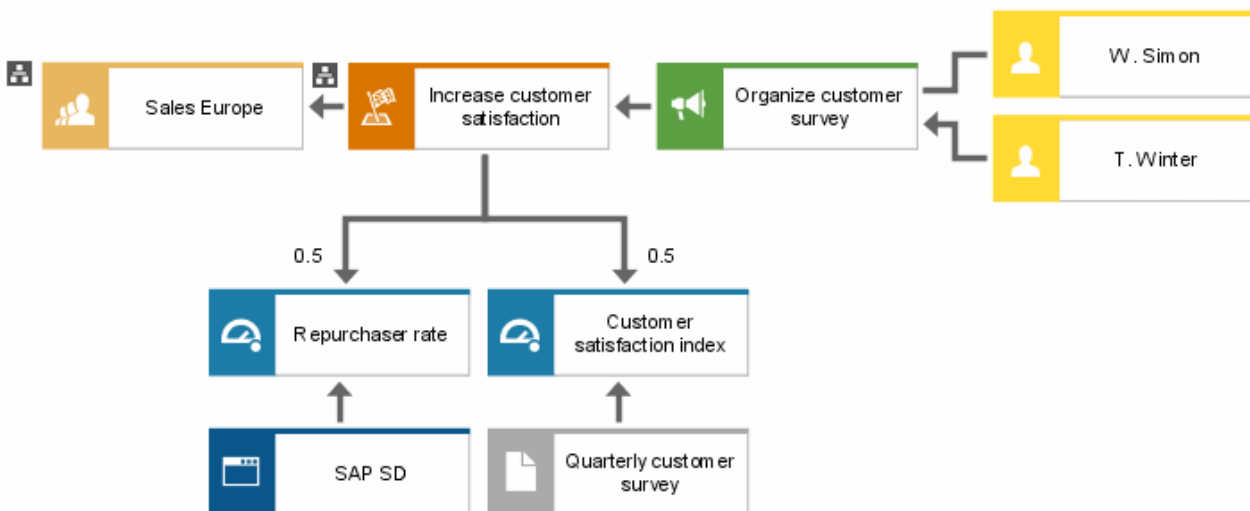 W. Simon
Sales Europe
Increase customer
satisfaction
Organize customer
survey
T. Winter
0.5
0.5
Repurchaser rate
Customer
satisfaction index
SAP SD
Quarterly customer
survey